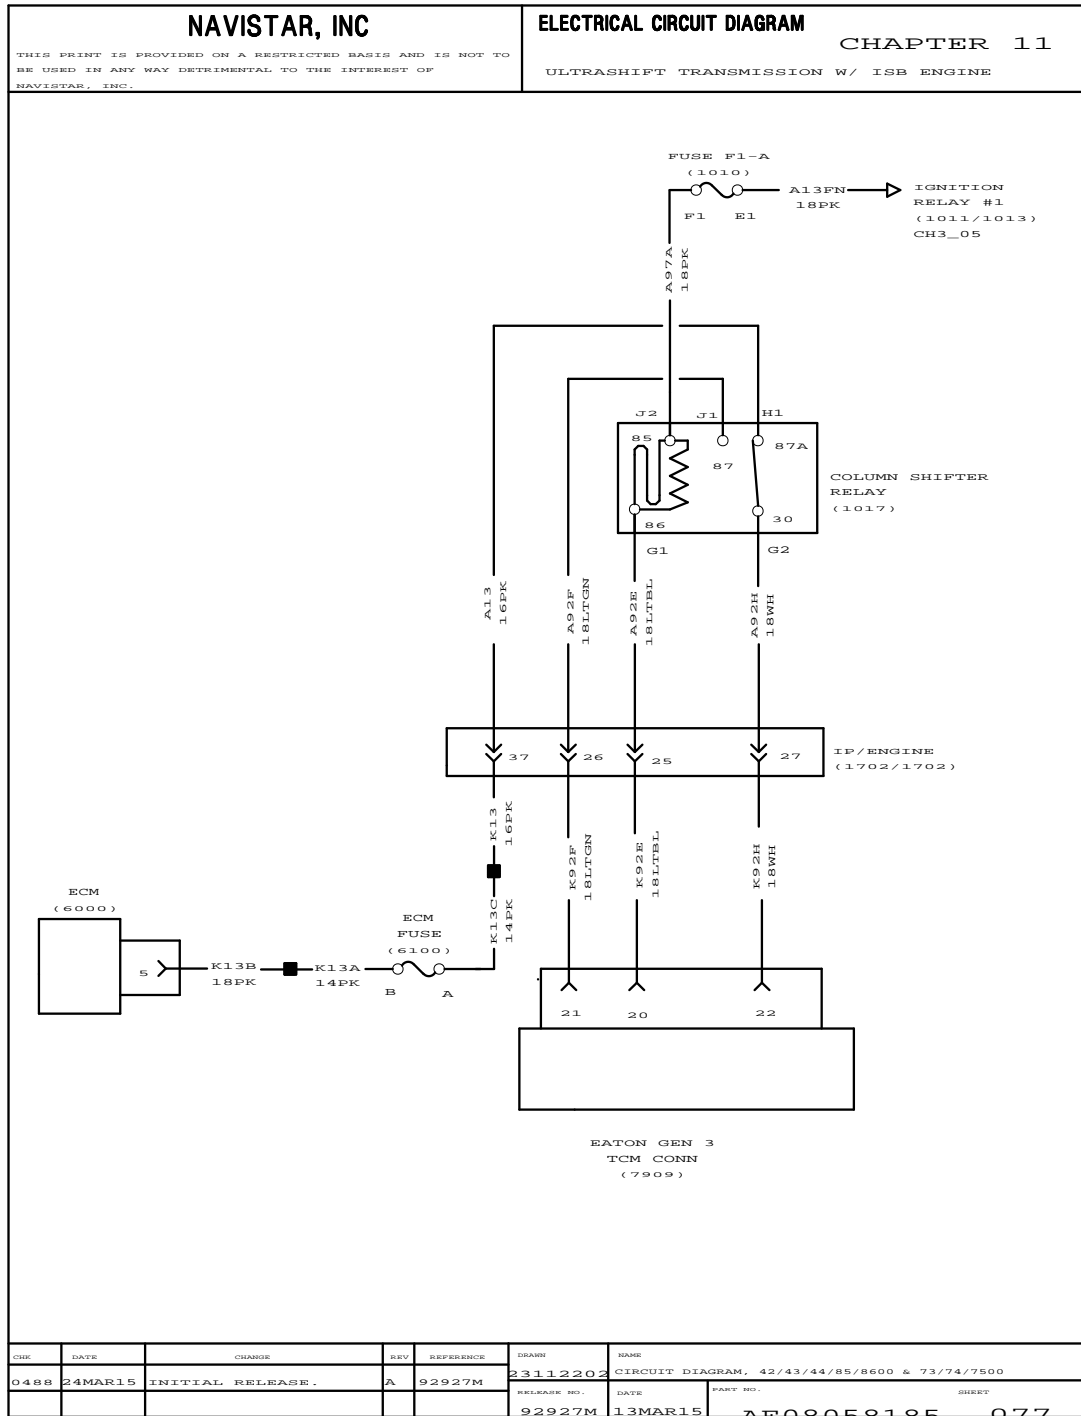 NAVISTAR, INC
THIS PRINT IS PROVIDED ON A RESTRICTED BASIS AND IS NOT TO
BE USED IN ANY WAY DETRIMENTAL TO THE INTEREST OF
NAVISTAR, INC.
ELECTRICAL CIRCUIT DIAGRAM
CHAPTER 11
ULTRASHIFT TRANSMISSION W/ ISB ENGINE
FUSE F1-A
(1010)
F1
E1
A13FN
18PK
IGNITION
RELAY #1
(1011/1013)
CH3_05
A97A
18PK
J2
J1
H1
85
87
87A
86
30
G1
G2
COLUMN SHIFTER
RELAY
(1017)
A13
16PK
A92F
18LTGN
A92E
18LTBL
A92H
18WH
37
26
25
27
IP/ENGINE
(1702/1702)
K13
16PK
K92F
18LTGN
K92E
18LTBL
K92H
18WH
K13C
14PK
ECM
(6000)
5
K13B
18PK
K13A
14PK
ECM
FUSE
(6100)
B
A
21
20
22
EATON GEN 3
TCM CONN
(7909)
CHK
DATE
CHANGE
REV
REFERENCE
0488
24MAR15
INITIAL RELEASE.
A
92927M
DRAWN
23112202
NAME
CIRCUIT DIAGRAM, 42/43/44/85/8600 & 73/74/7500
RELEASE NO.
92927M
DATE
13MAR15
PART NO.
SHEET
AE08058185
077